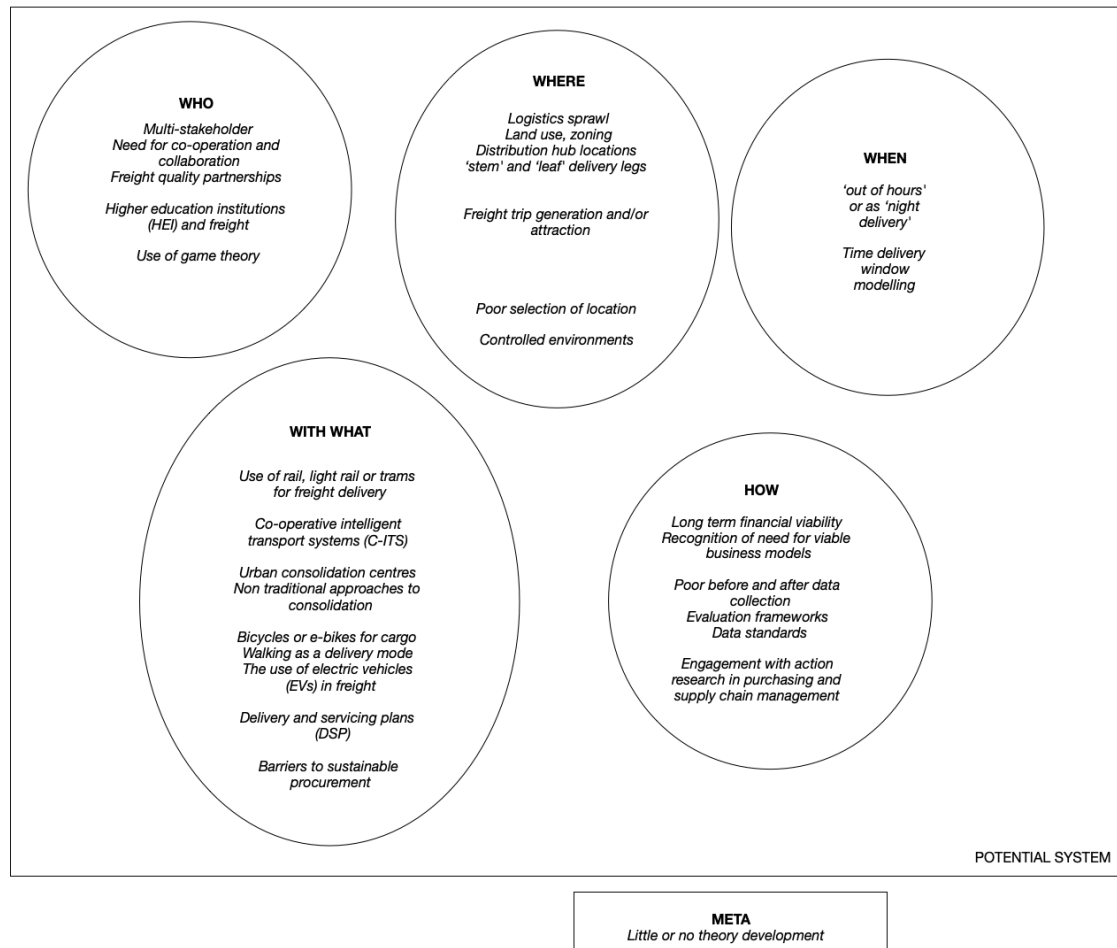 WHO
Multi-stakeholder
Need for co-operation and
collaboration
Freight quality partnerships
Higher education institutions
(HEI) and freight
Use of game theory
WHERE
Logistics sprawl
Land use, zoning
Distribution hub locations
‘stem' and ‘leaf' delivery legs
Freight trip generation and/or
attraction
Poor selection of location
Controlled environments
WHEN
‘out of hours'
or as ‘night
delivery'
Time delivery
window
modelling
WITH WHAT
Use of rail, light rail or trams
for freight delivery
Co-operative intelligent
transport systems (C-ITS)
Urban consolidation centres
Non traditional approaches to
consolidation
Bicycles or e-bikes for cargo
Walking as a delivery mode
The use of electric vehicles
(EVs) in freight
Delivery and servicing plans
(DSP)
Barriers to sustainable
procurement
HOW
Long term financial viability
Recognition of need for viable
business models
Poor before and after data
collection
Evaluation frameworks
Data standards
Engagement with action
research in purchasing and
supply chain management
POTENTIAL SYSTEM
META
Little or no theory development